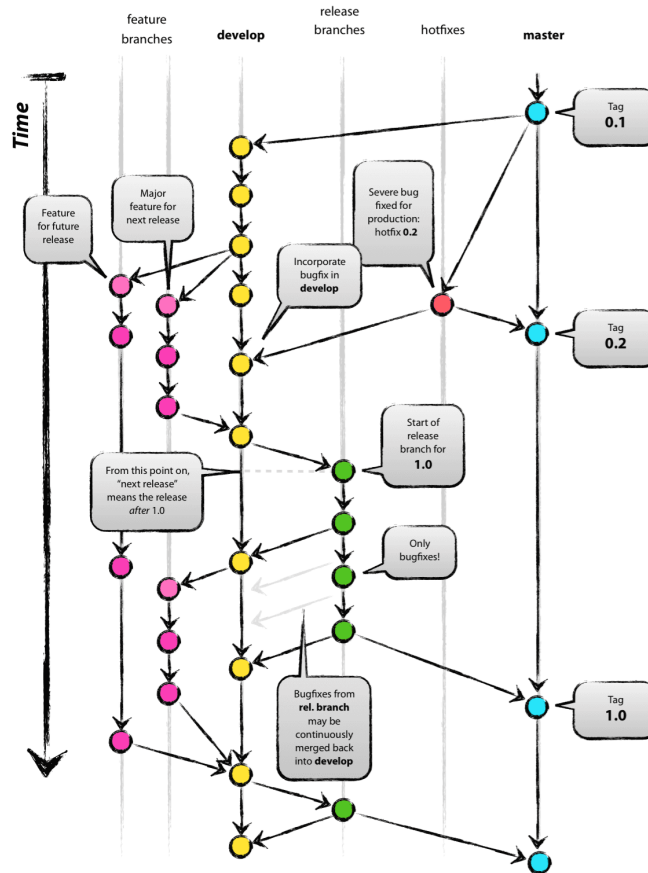 feature
branches
develop
release
branches
hotfixes
master
Time
Tag
0.1
Major
feature for
next release
Feature
for future
release
Severe bug
fixed for
production:
hotfix 0.2
Incorporate
bugfix in
develop
Tag
0.2
Start of
release
branch for
1.0
From this point on,
“next release”
means the release
after 1.0
Only
bugfixes!
Bugfixes from
rel. branch
may be
continuously
merged back
into develop
Tag
1.0